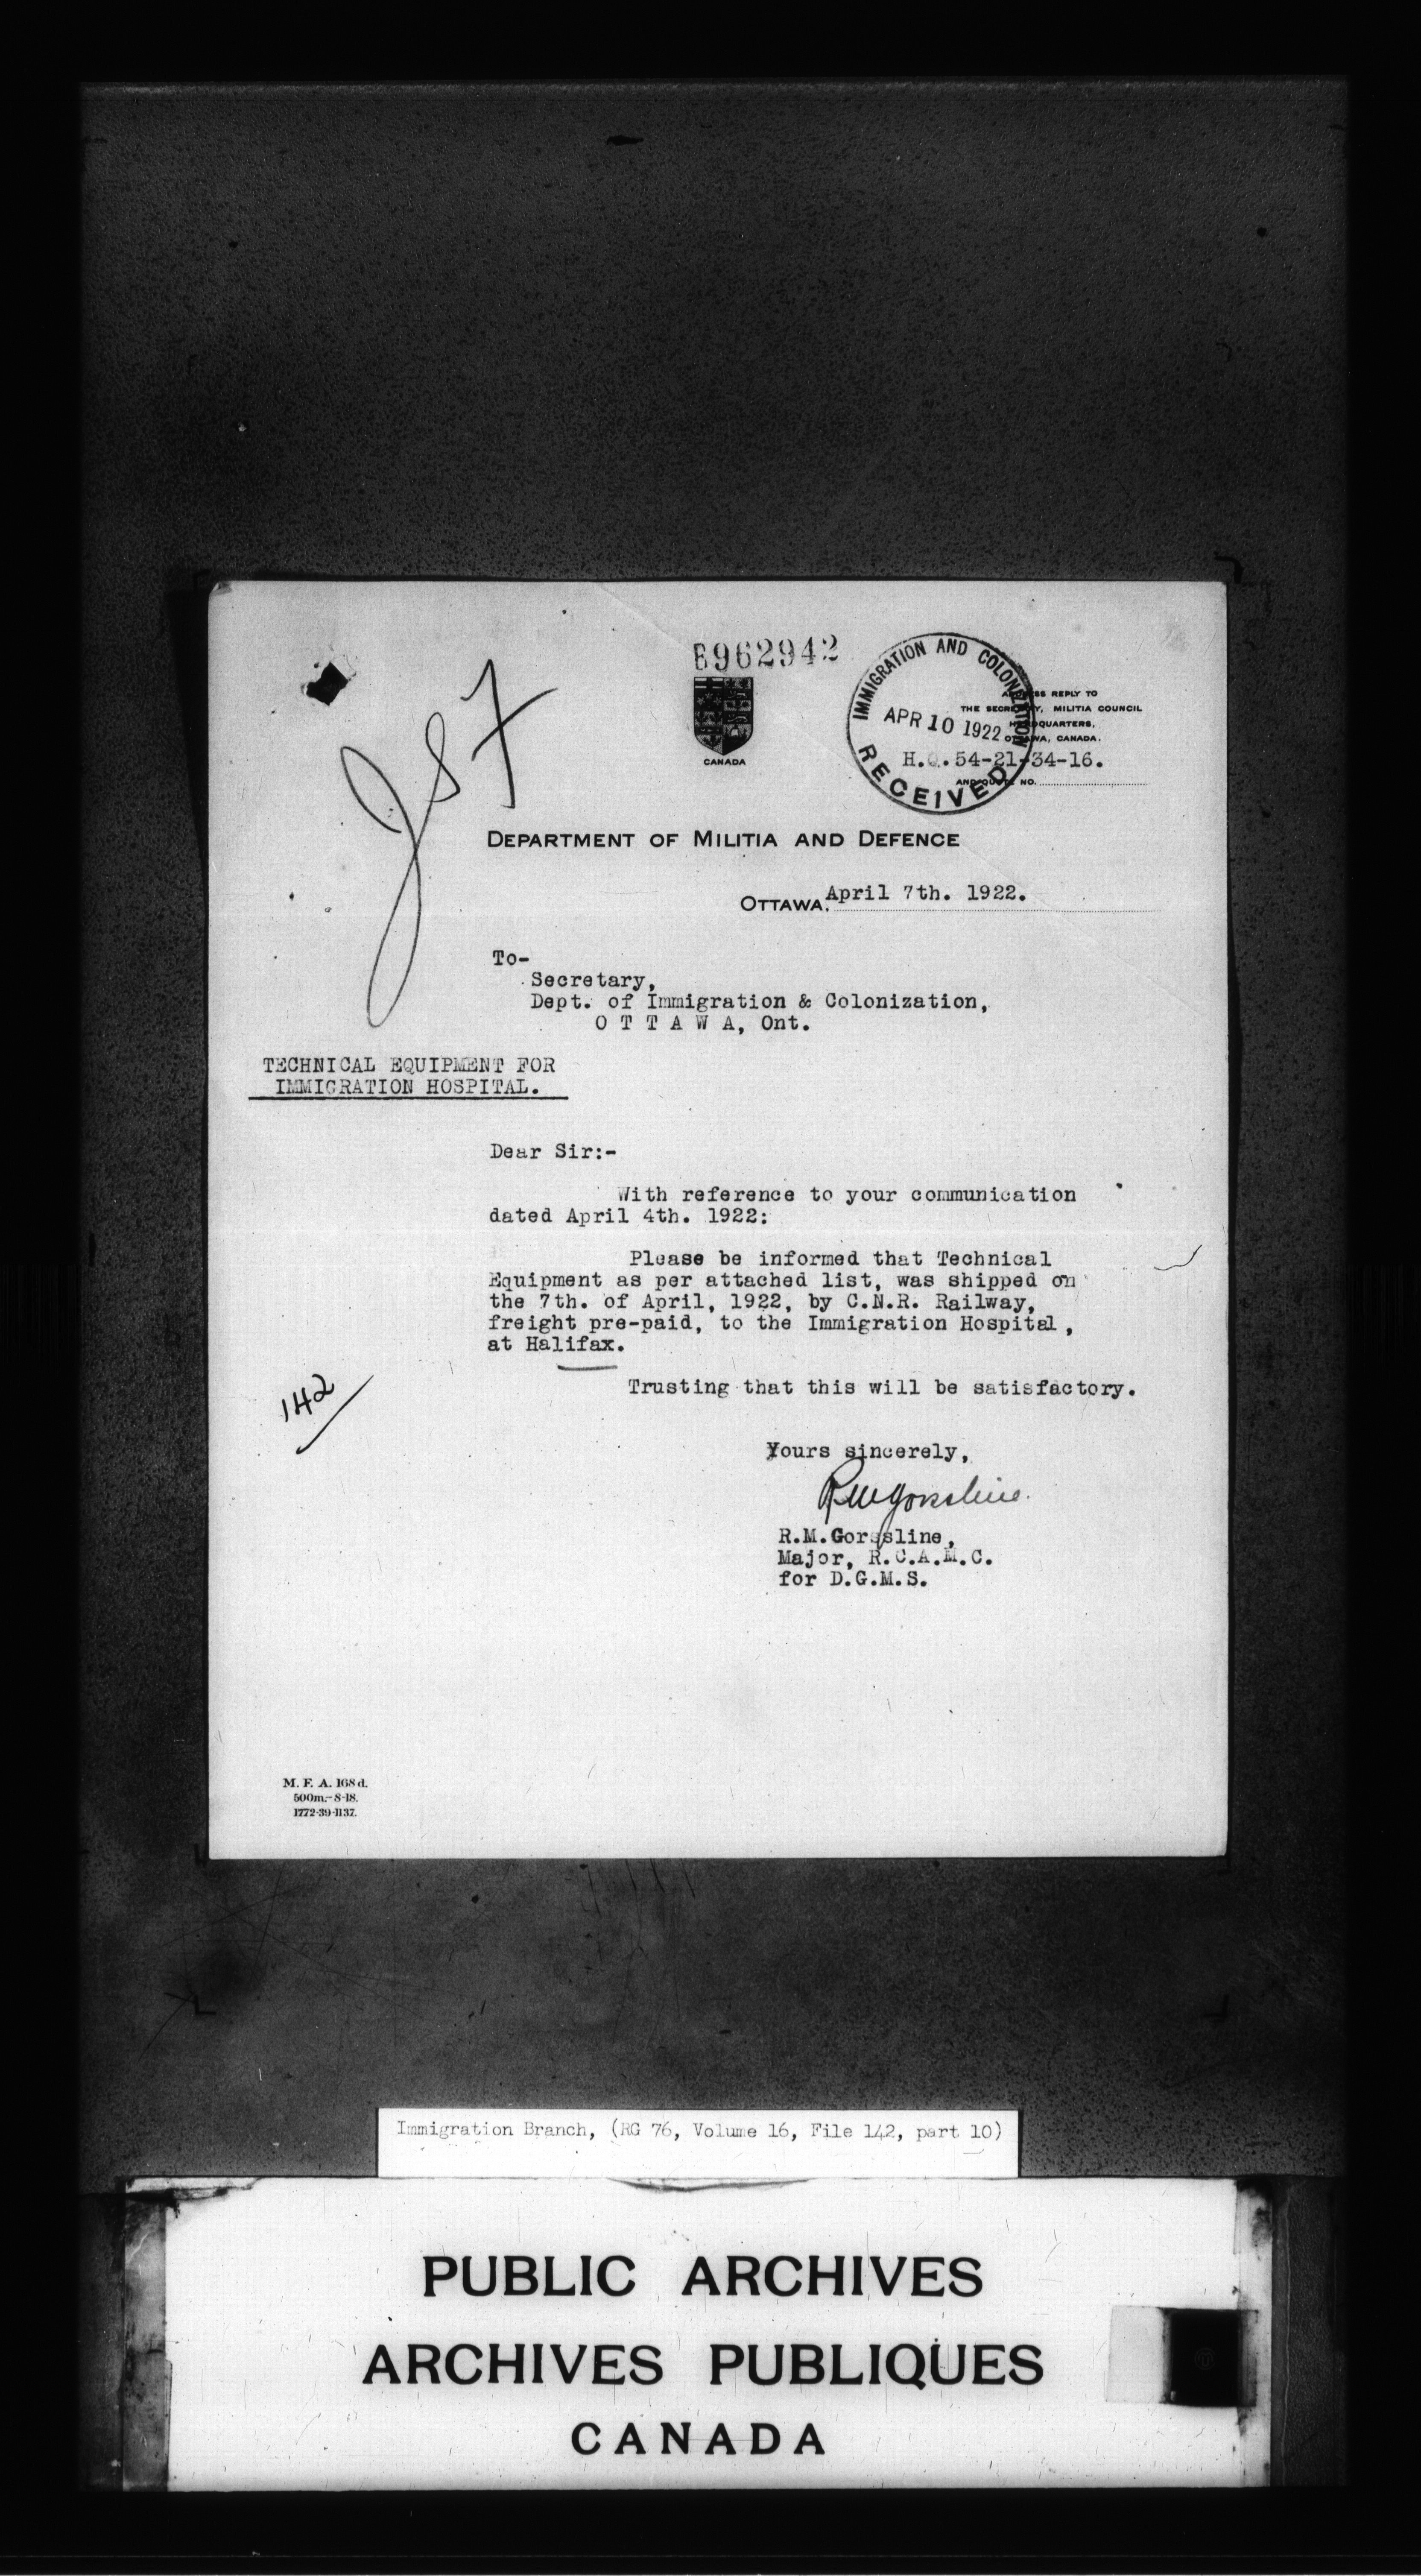 B962942
CANADA
IMMIGRATION AND COLONIZATION
APR 10 1922
RECEIVED
ADDRESS REPLY TO
THE SECRETARY, MILITIA COUNCIL
HEADQUARTERS,
OTTAWA, CANADA.
H.Q. 54-21-34-16.
AND QUOTE NO.
DEPARTMENT OF MILITIA AND DEFENCE
OTTAWA, April 7th. 1922.
To-
Secretary,
Dept. of Immigration & Colonization,
O T T A W A, Ont.
TECHNICAL EQUIPMENT FOR
IMMIGRATION HOSPITAL.
Dear Sir:-
With reference to your communication
dated April 4th. 1922:
Please be informed that Technical
Equipment as per attached list, was shipped on
the 7th. of April, 1922, by C.N.R. Railway,
freight pre-paid, to the Immigration Hospital,
at Halifax.
142
Trusting that this will be satisfactory.
Yours sincerely,
RMGorssline.
R.M.Gorssline,
Major, R.C.A.M.C.
for D.G.M.S.
M. F. A. 168 d.
500m.-8-18.
1772-39-1137.
Immigration Branch, (RG 76, Volume 16, File 142, part 10)
PUBLIC ARCHIVES
ARCHIVES PUBLIQUES
CANADA